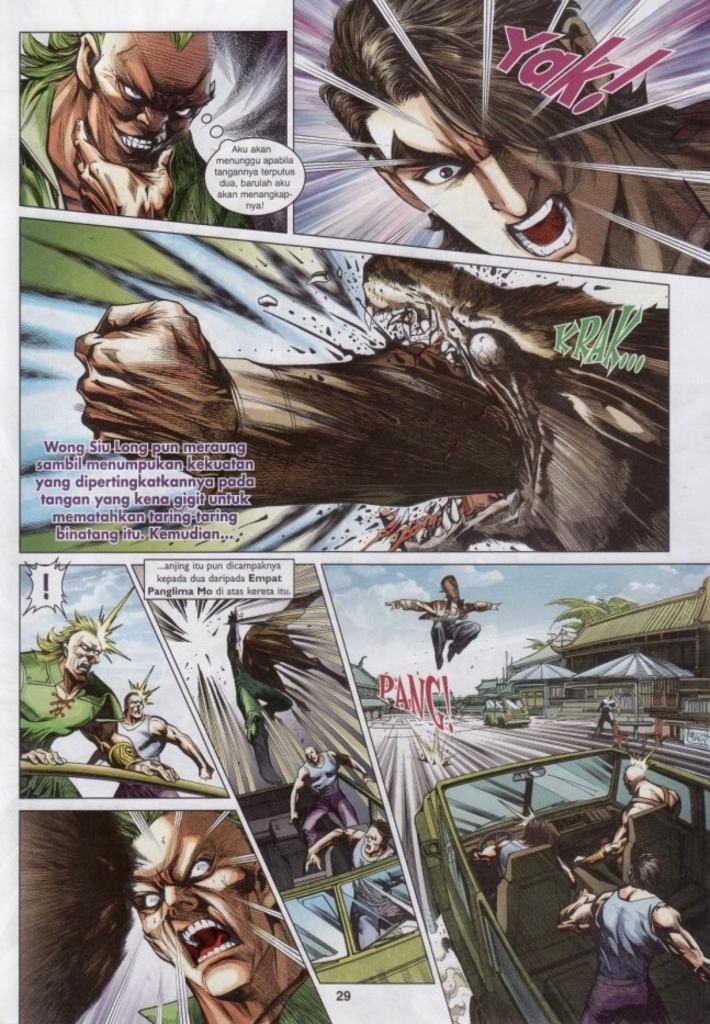 Aku akan
menunggu apabila
tangannya terputus
dua, barulah aku
akan menangkap-
nya!
Yak!
KRAK...
Wong Siu Long pun meraung
sambil menumpukan kekuatan
yang dipertingkatkannya pada
tangan yang kena gigit untuk
mematahkan taring-taring
binatang itu. Kemudian...
!
...anjing itu pun dicampaknya
kepada dua daripada Empat
Panglima Mo di atas kereta itu.
PANG!
29